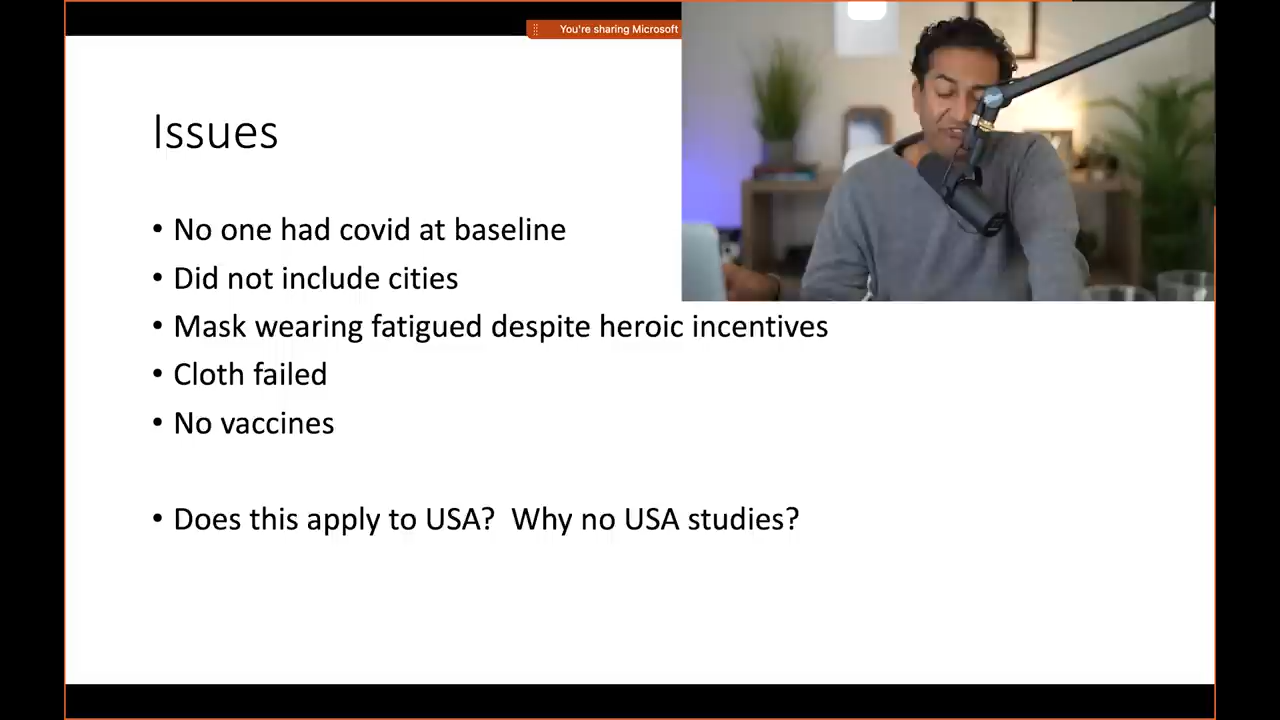 You're sharing Microsoft
Issues
• No one had covid at baseline
• Did not include cities
• Mask wearing fatigued despite heroic incentives
• Cloth failed
• No vaccines
• Does this apply to USA?  Why no USA studies?